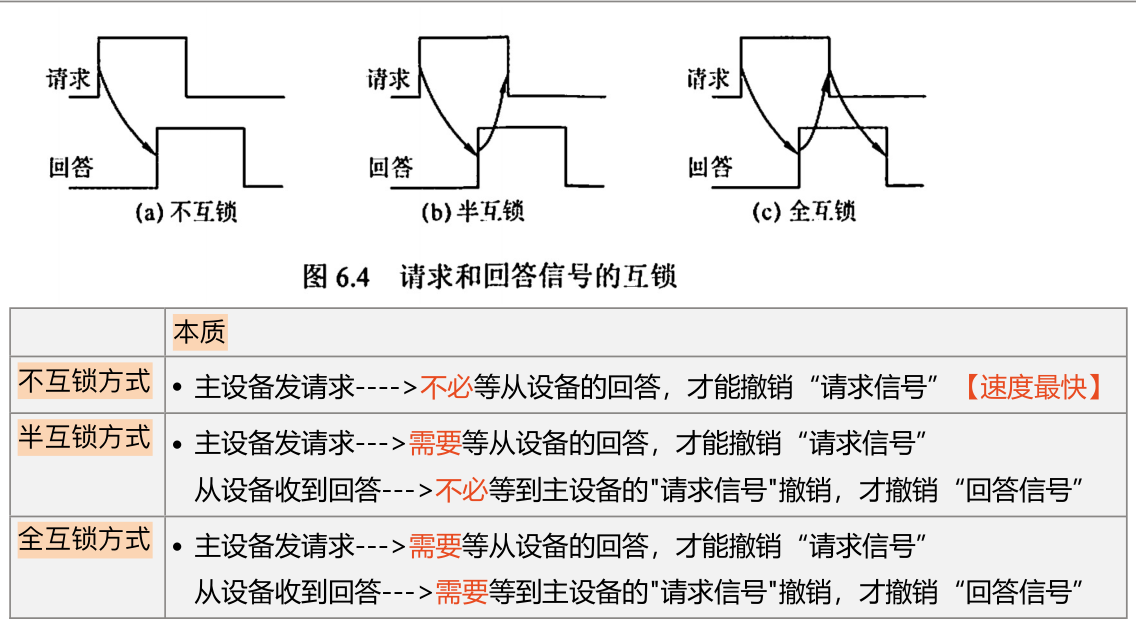 请求 请求 请求
回答 回答 回答
(a) 不互锁 (b) 半互锁 (c) 全互锁
图 6.4 请求和回答信号的互锁
本质
不互锁方式 • 主设备发请求---->不必等从设备的回答，才能撤销“请求信号”【速度最快】
半互锁方式 • 主设备发请求--->需要等从设备的回答，才能撤销“请求信号”
从设备收到回答--->不必等到主设备的"请求信号"撤销，才撤销“回答信号”
全互锁方式 • 主设备发请求--->需要等从设备的回答，才能撤销“请求信号”
从设备收到回答--->需要等到主设备的"请求信号"撤销，才撤销“回答信号”